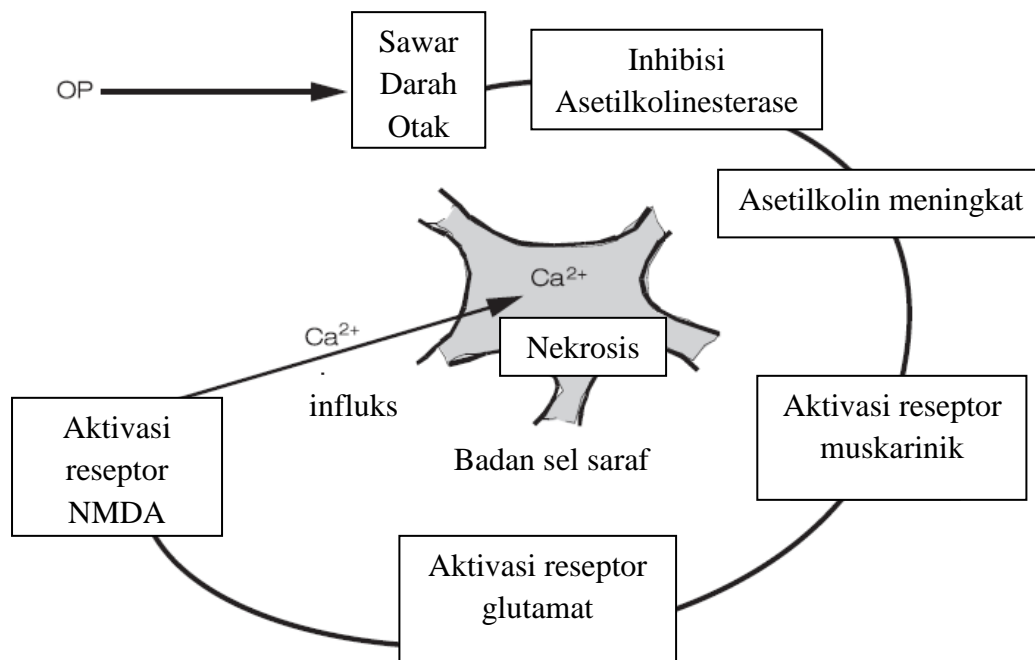 OP
Sawar
Darah
Otak
Inhibisi
Asetilkolinesterase
Asetilkolin meningkat
Aktivasi reseptor
muskarinik
Aktivasi reseptor
glutamat
Aktivasi
reseptor
NMDA
Ca²⁺
influks
Ca²⁺
Nekrosis
Badan sel saraf